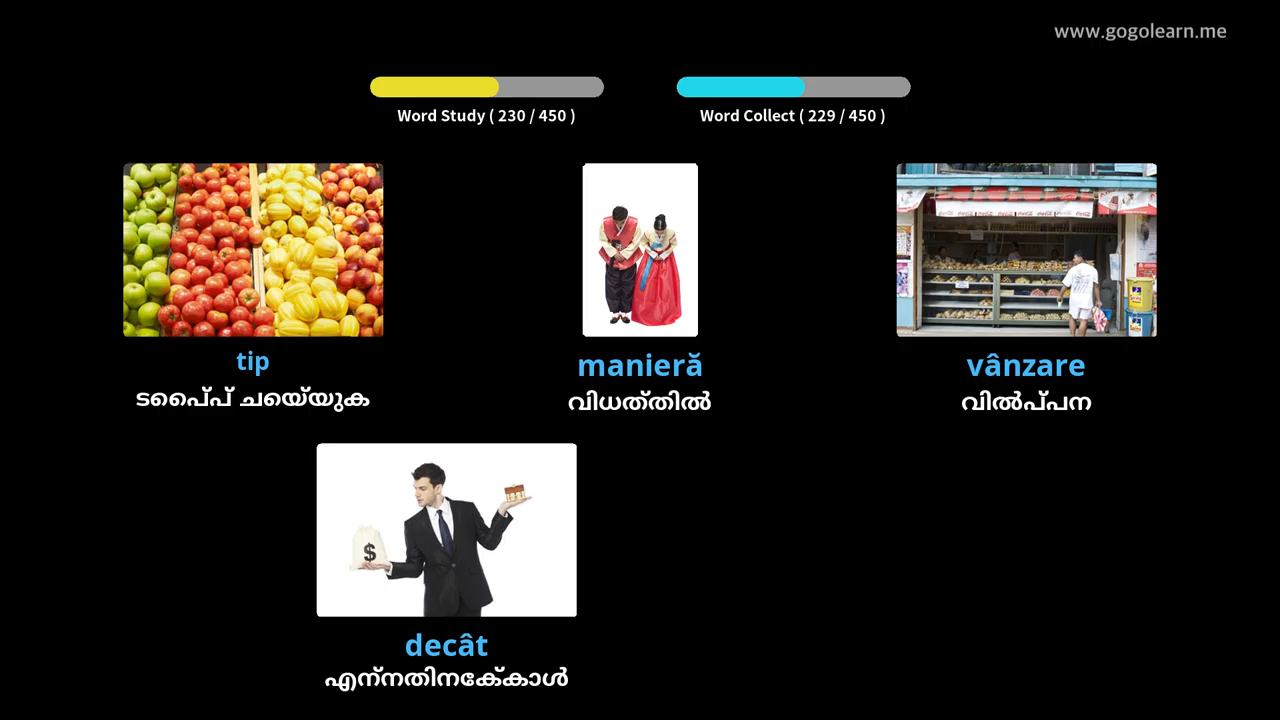 www.gogolearn.me
Word Study ( 230 / 450 )
Word Collect ( 229 / 450 )
tip
ടൈപ്പ് ചെയ്യുക
manieră
വിധത്തിൽ
vânzare
വിൽപ്പന
$
decât
എന്നതിനേക്കാൾ